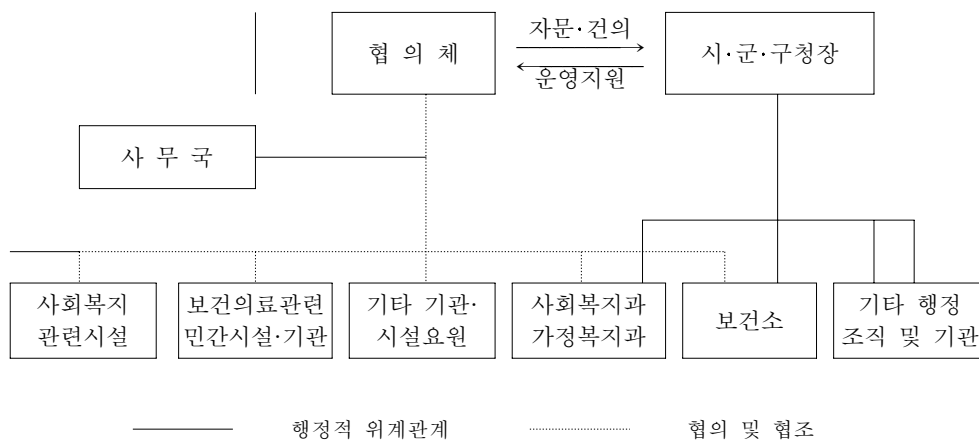 자문·건의
협 의 체
시·군·구청장
운영지원
사 무 국
사회복지
관련시설
보건의료관련
민간시설·기관
기타 기관·
시설요원
사회복지과
가정복지과
보건소
기타 행정
조직 및 기관
행정적 위계관계
협의 및 협조